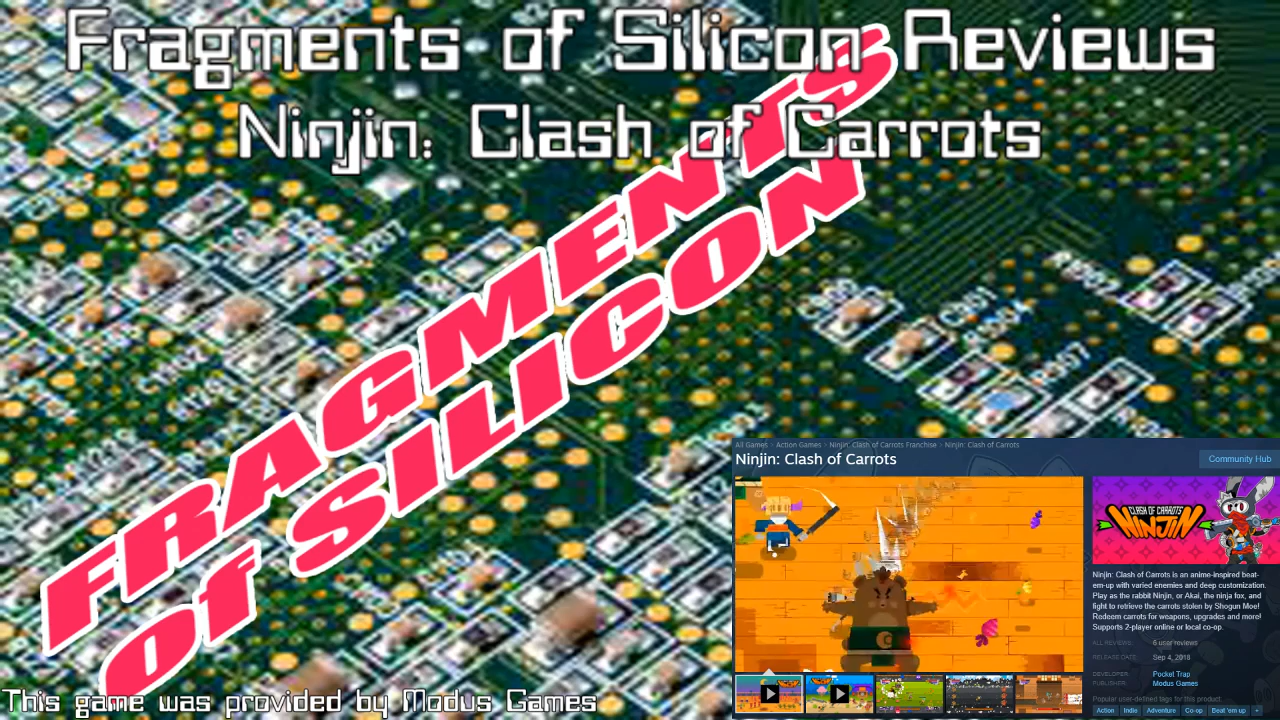 Fragments of Silicon Reviews
Ninjin: Clash of Carrots
FRAGMENTS
Of SILICON
All Games > Action Games > Ninjin: Clash of Carrots Franchise > Ninjin: Clash of Carrots
Ninjin: Clash of Carrots
Community Hub
CLASH OF CARROTS
NINJIN
Ninjin: Clash of Carrots is an anime-inspired beat-
em-up with varied enemies and deep customization.
Play as the rabbit Ninjin, or Akai, the ninja fox, and
fight to retrieve the carrots stolen by Shogun Moe!
Redeem carrots for weapons, upgrades and more!
Supports 2-player online or local co-op.
ALL REVIEWS: 6 user reviews
RELEASE DATE: Sep 4, 2018
DEVELOPER: Pocket Trap
PUBLISHER: Modus Games
Popular user-defined tags for this product:
Action Indie Adventure Co-op Beat 'em up +
This game was provided by Modus Games